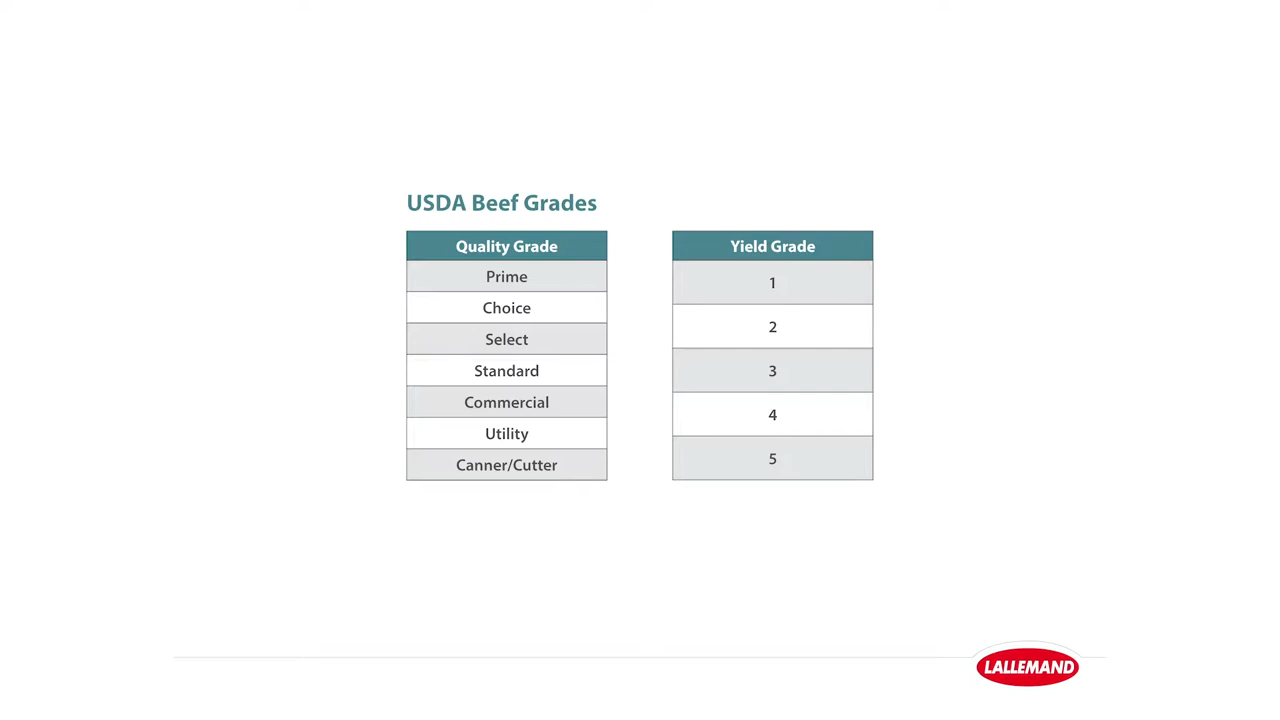 USDA Beef Grades
Quality Grade
Prime
Choice
Select
Standard
Commercial
Utility
Canner/Cutter
Yield Grade
1
2
3
4
5
LALLEMAND